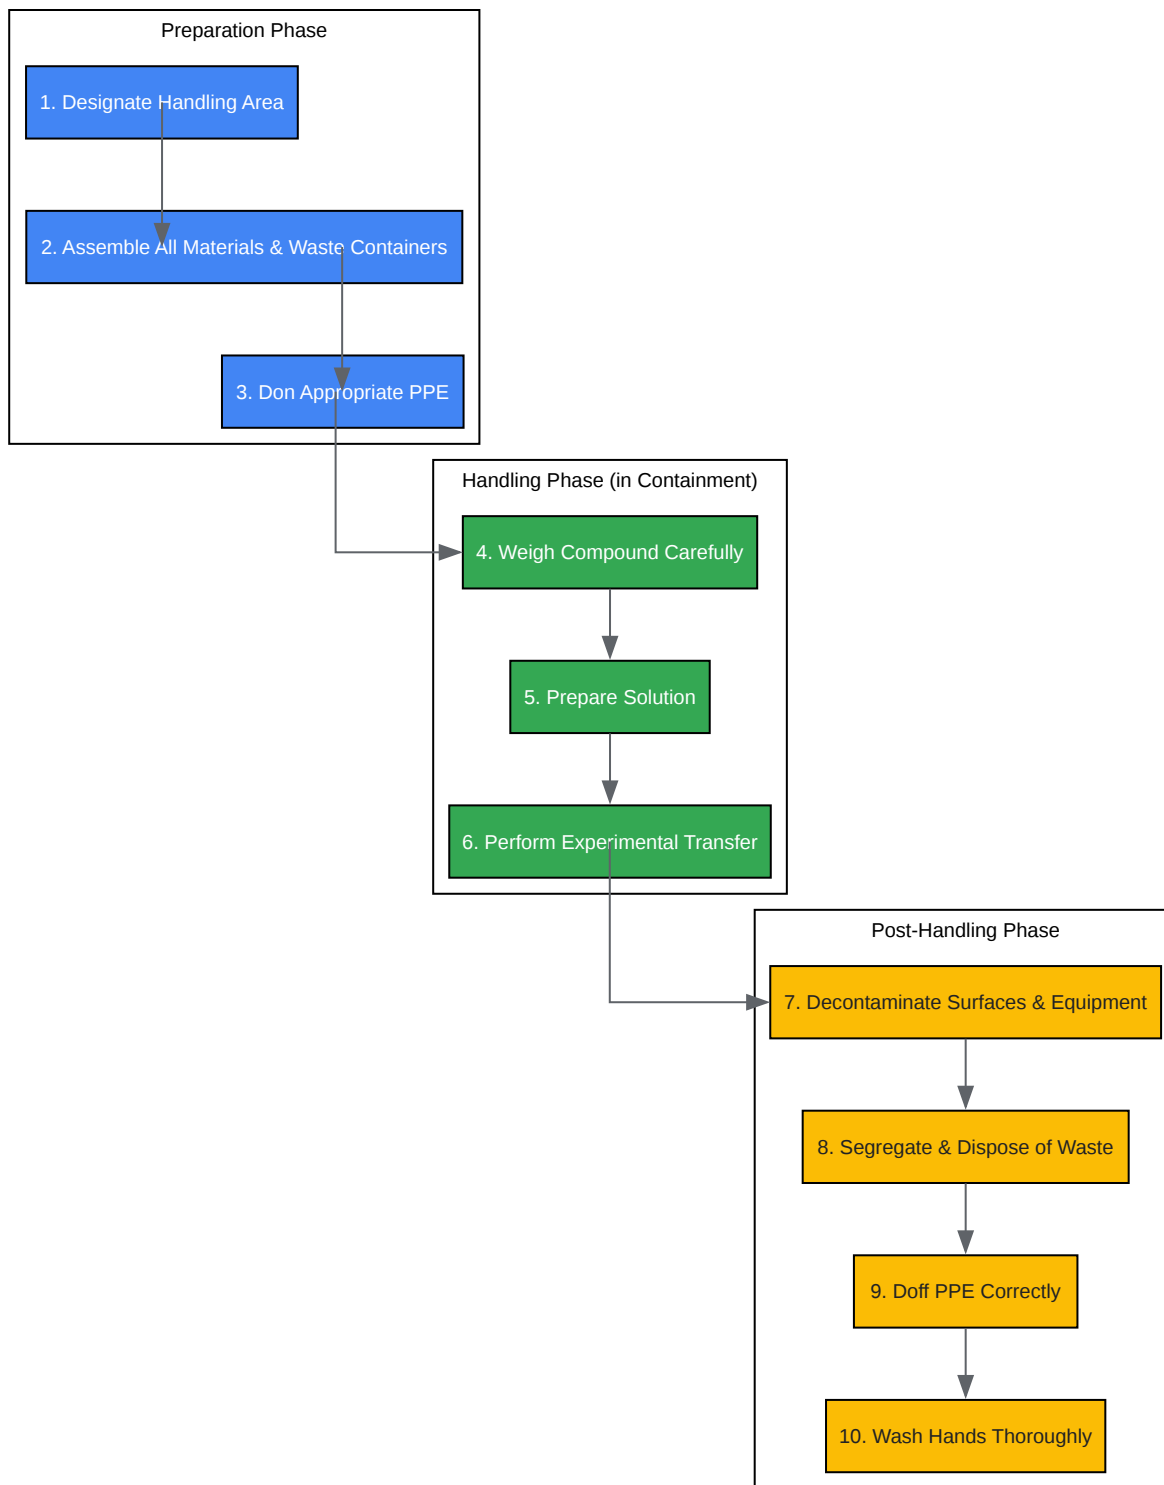 Preparation Phase
1. Designate Handling Area
2. Assemble All Materials & Waste Containers
3. Don Appropriate PPE
Handling Phase (in Containment)
4. Weigh Compound Carefully
5. Prepare Solution
6. Perform Experimental Transfer
Post-Handling Phase
7. Decontaminate Surfaces & Equipment
8. Segregate & Dispose of Waste
9. Doff PPE Correctly
10. Wash Hands Thoroughly